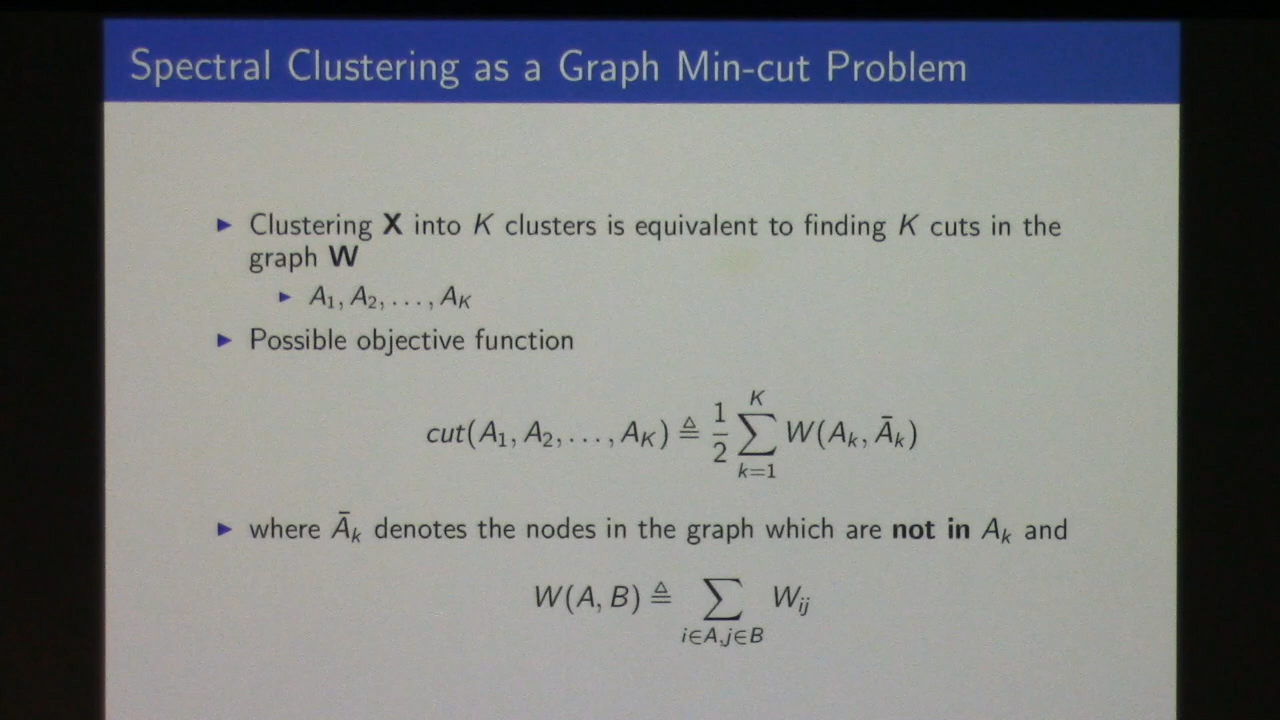 Spectral Clustering as a Graph Min-cut Problem
▶ Clustering X into K clusters is equivalent to finding K cuts in the
graph W
▶ A₁, A₂, . . . , A_K
▶ Possible objective function
cut(A₁, A₂, . . . , A_K) ≜ 1/2 ∑_{k=1}^{K} W(A_k, Ā_k)
▶ where Ā_k denotes the nodes in the graph which are not in A_k and
W(A, B) ≜ ∑_{i∈A,j∈B} W_{ij}